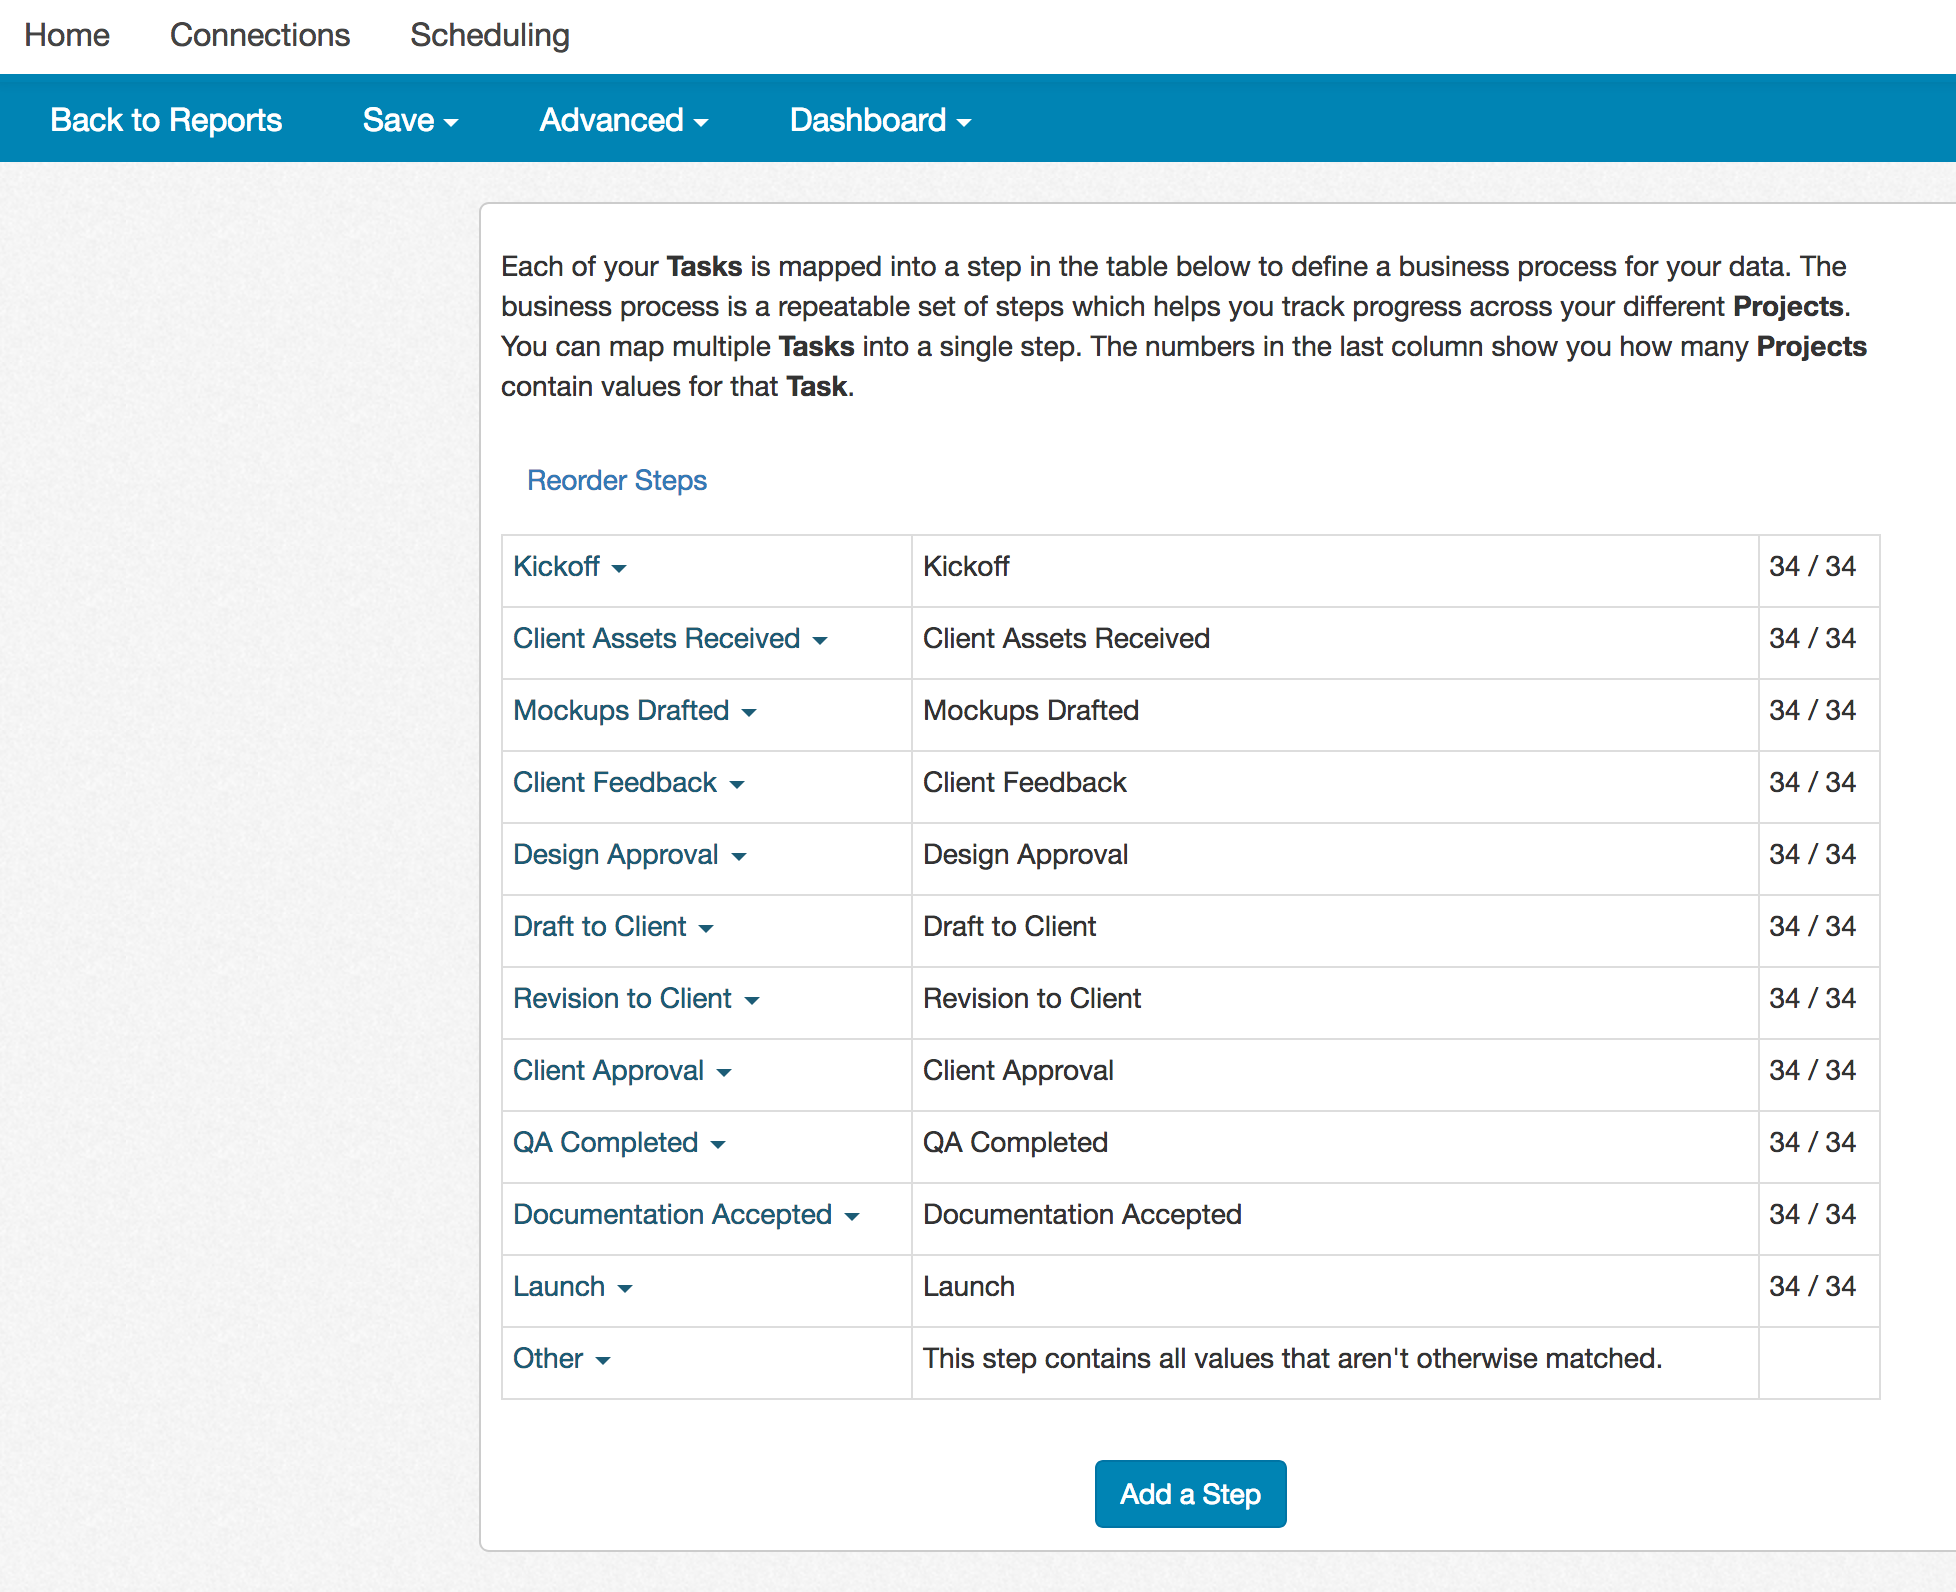 Home Connections Scheduling
Back to Reports Save Advanced Dashboard
Each of your Tasks is mapped into a step in the table below to define a business process for your data. The
business process is a repeatable set of steps which helps you track progress across your different Projects.
You can map multiple Tasks into a single step. The numbers in the last column show you how many Projects
contain values for that Task.
Reorder Steps
Kickoff Kickoff 34 / 34
Client Assets Received Client Assets Received 34 / 34
Mockups Drafted Mockups Drafted 34 / 34
Client Feedback Client Feedback 34 / 34
Design Approval Design Approval 34 / 34
Draft to Client Draft to Client 34 / 34
Revision to Client Revision to Client 34 / 34
Client Approval Client Approval 34 / 34
QA Completed QA Completed 34 / 34
Documentation Accepted Documentation Accepted 34 / 34
Launch Launch 34 / 34
Other This step contains all values that aren't otherwise matched.
Add a Step